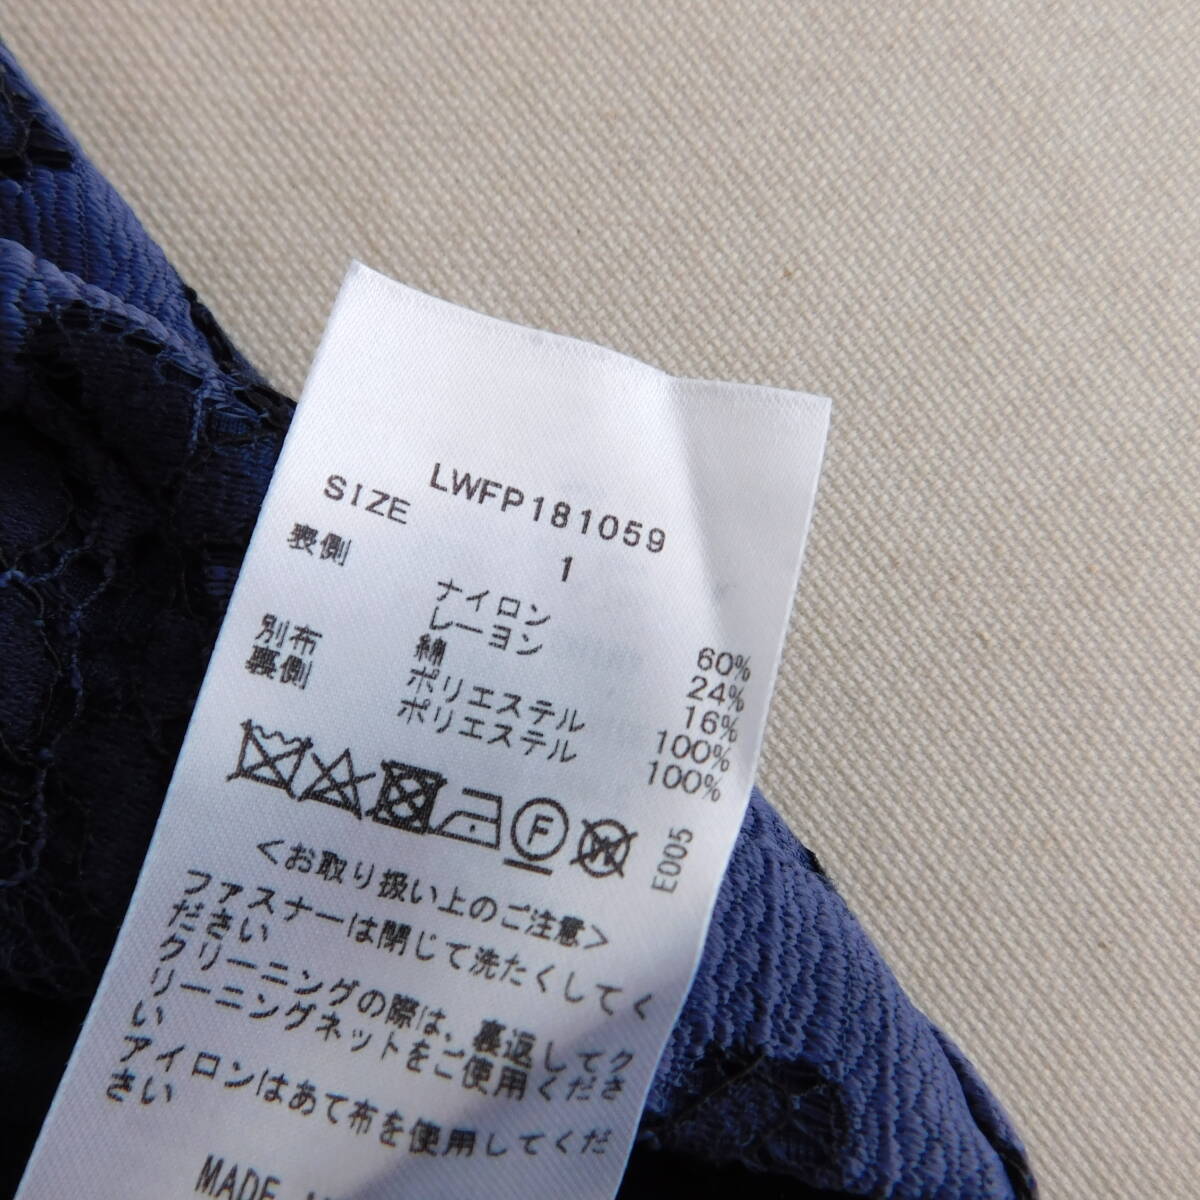 LWFP181059
SIZE 1
表側 ナイロン 60%
レーヨン 24%
綿 16%
別布 ポリエステル 100%
裏側 ポリエステル 100%
F
W
E005
<お取り扱い上のご注意>
ファスナーは閉じて洗たくしてく
ださい
クリーニングの際は、裏返してク
リーニングネットをご使用くださ
い
アイロンはあて布を使用してくだ
さい
MADE